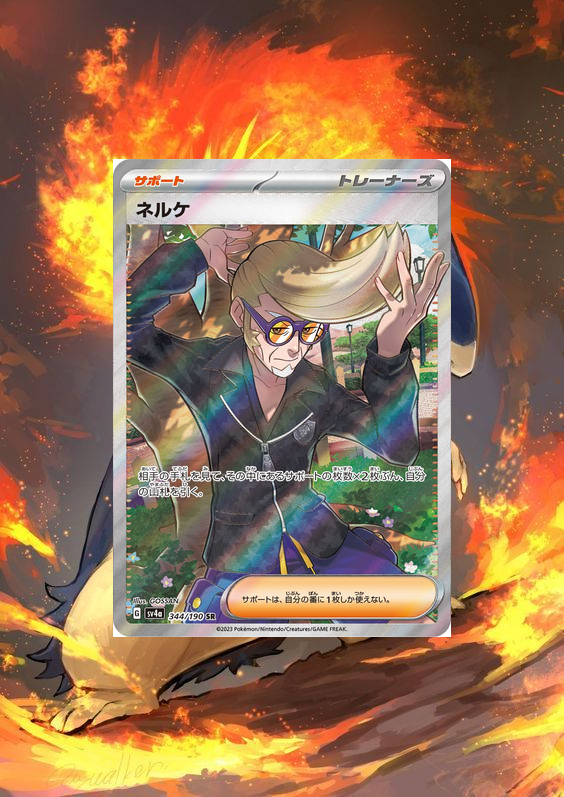 サポート
トレーナーズ
ネルケ
相手の手札を見て、その中にあるサポートの枚数×2枚ぶん、自分
の山札を引く。
サポートは、自分の番に1枚しか使えない。
Illus. GOSSAN
G sv4a 344/190 SR
©2023 Pokémon/Nintendo/Creatures/GAME FREAK.